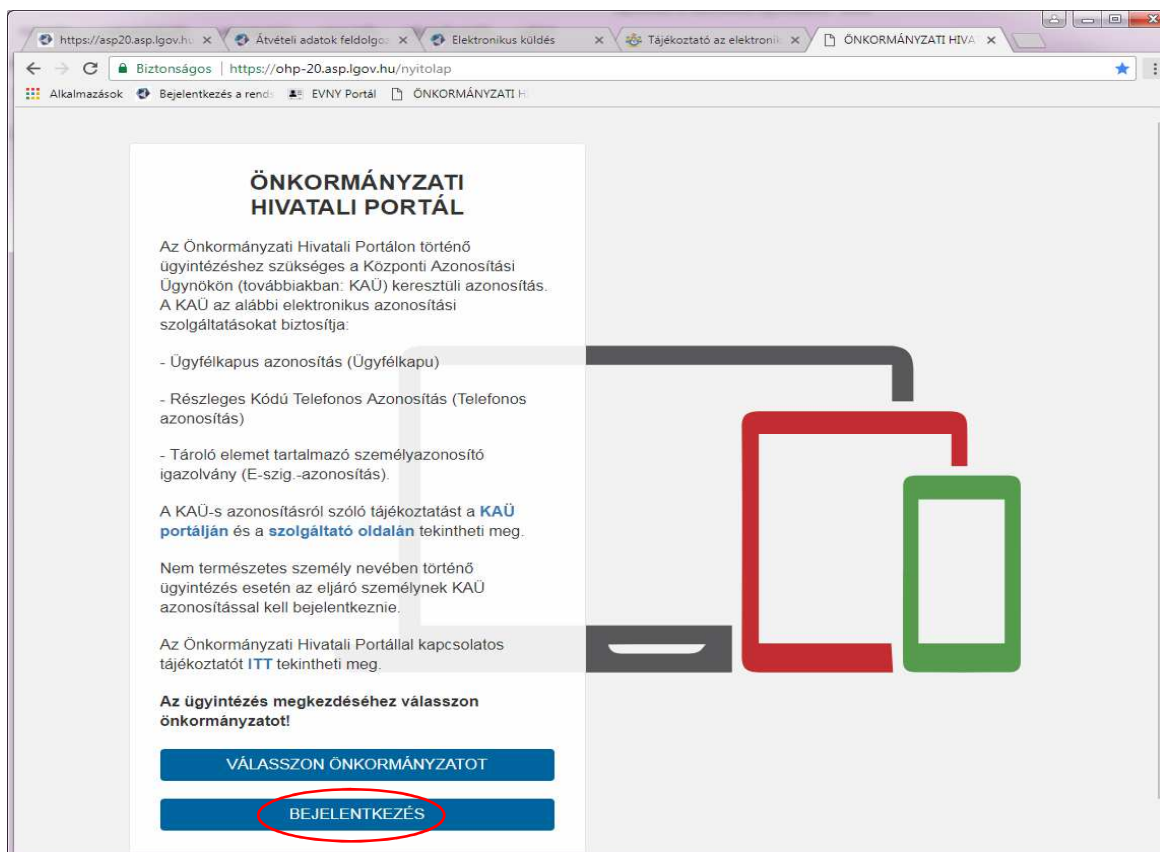 https://asp20.asp.lgov.hu
Átvételi adatok feldolgoz
Elektronikus küldés
Tájékoztató az elektronik
ÖNKORMÁNYZATI HIVA
Biztonságos | https://ohp-20.asp.lgov.hu/nyitolap
Alkalmazások
Bejelentkezés a rends
EVNY Portál
ÖNKORMÁNYZATI H
ÖNKORMÁNYZATI
HIVATALI PORTÁL
Az Önkormányzati Hivatali Portálon történő
ügyintézéshez szükséges a Központi Azonosítási
Ügynökön (továbbiakban: KAÜ) keresztüli azonosítás.
A KAÜ az alábbi elektronikus azonosítási
szolgáltatásokat biztosítja:
- Ügyfélkapus azonosítás (Ügyfélkapu)
- Részleges Kódú Telefonos Azonosítás (Telefonos
azonosítás)
- Tároló elemet tartalmazó személyazonosító
igazolvány (E-szig.-azonosítás).
A KAÜ-s azonosításról szóló tájékoztatást a KAÜ
portálján és a szolgáltató oldalán tekintheti meg.
Nem természetes személy nevében történő
ügyintézés esetén az eljáró személynek KAÜ
azonosítással kell bejelentkeznie.
Az Önkormányzati Hivatali Portállal kapcsolatos
tájékoztatót ITT tekintheti meg.
Az ügyintézés megkezdéséhez válasszon
önkormányzatot!
VÁLASSZON ÖNKORMÁNYZATOT
BEJELENTKEZÉS